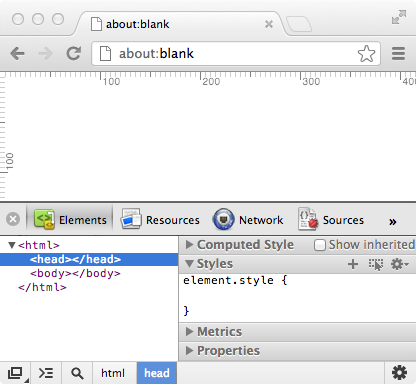 about:blank
about:blank
100 200 300 400
100
Elements Resources Network Sources »
<html>
<head></head>
<body></body>
</html>
Computed Style Show inherited
Styles
element.style {
}
Metrics
Properties
html head